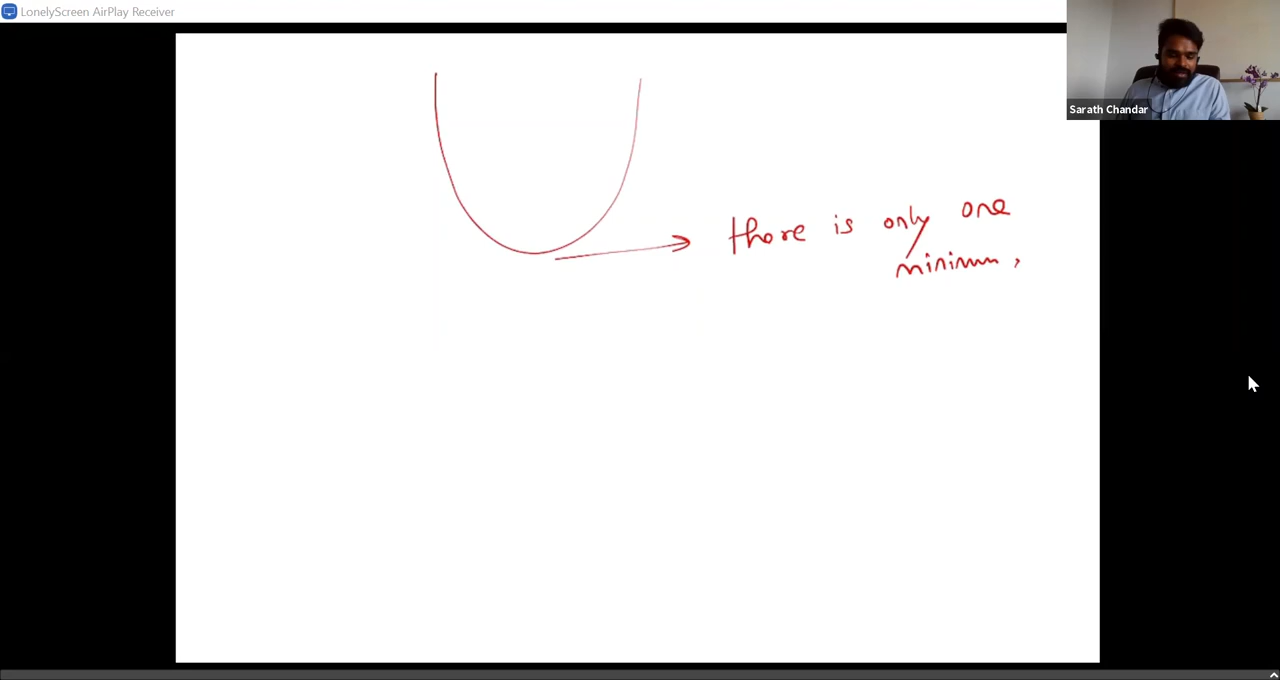 LonelyScreen AirPlay Receiver
Sarath Chandar
there is only one
minimum,